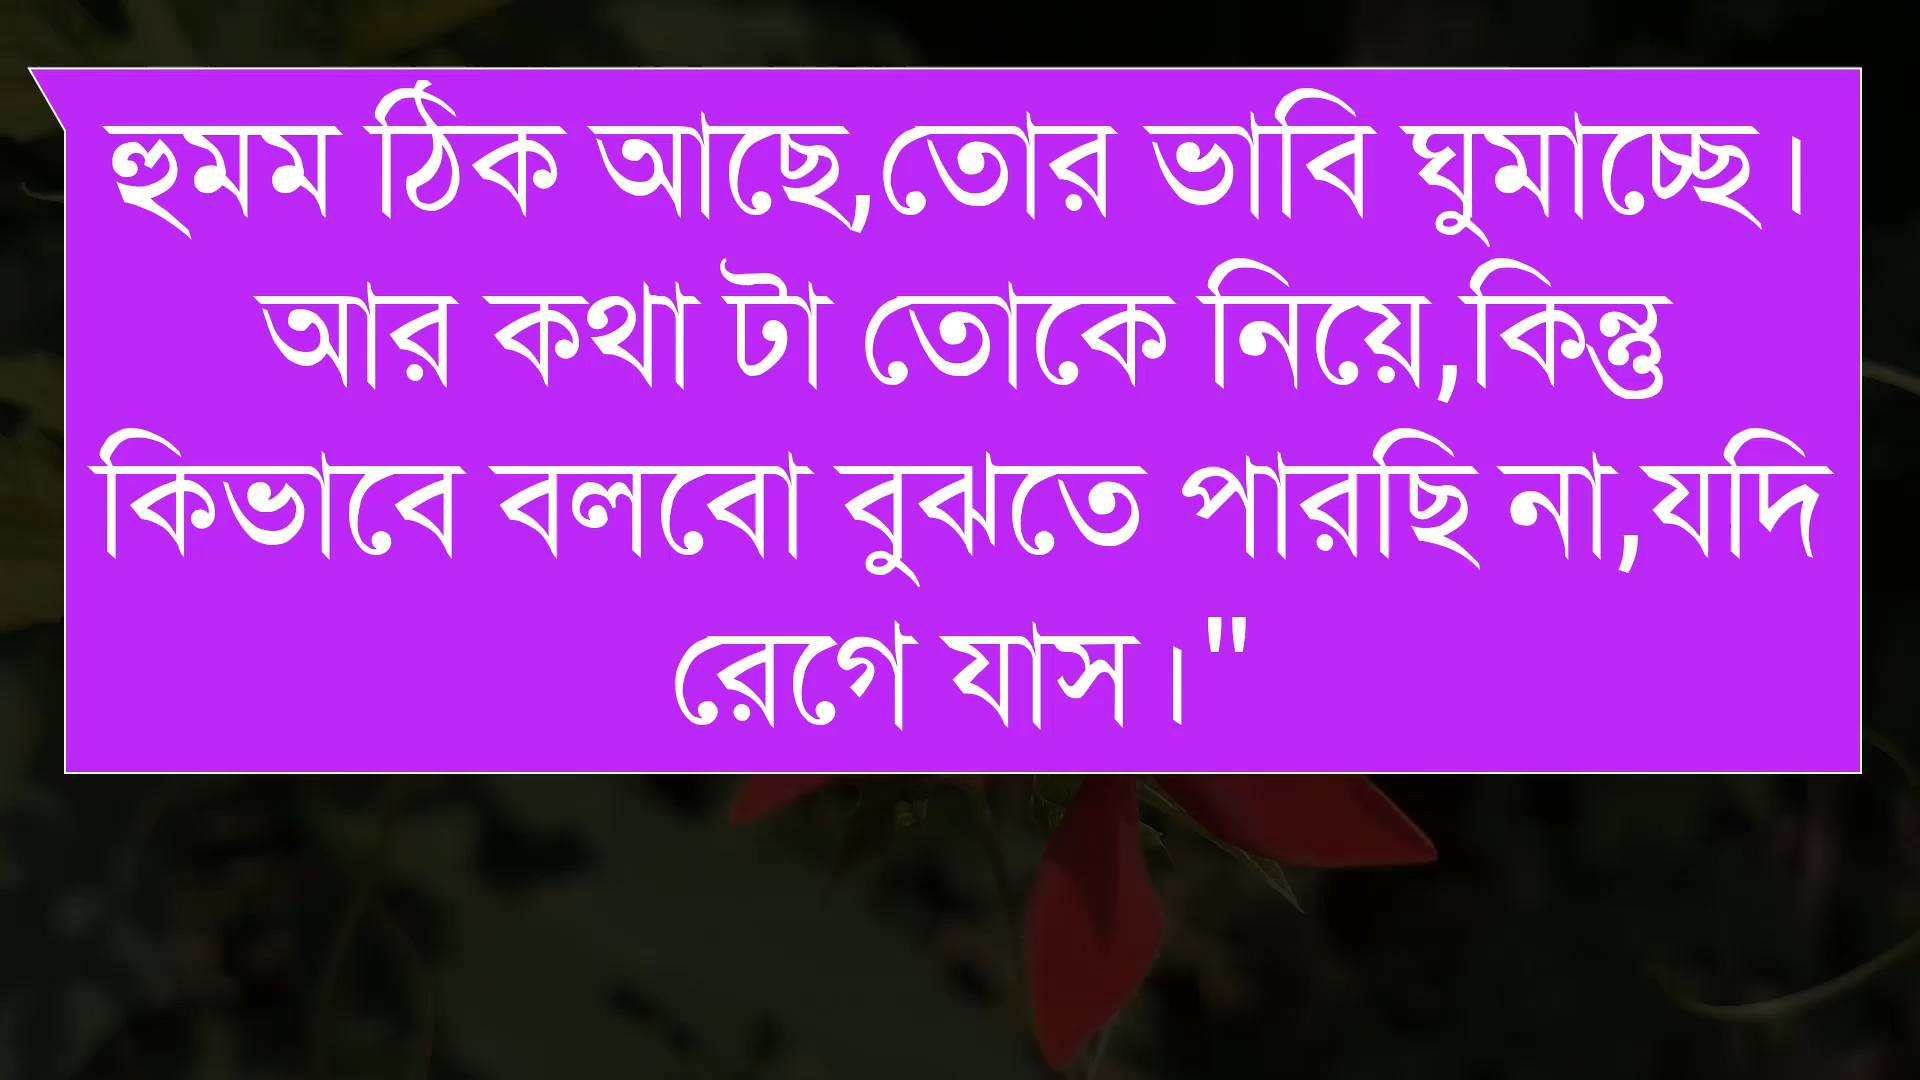 হুমম ঠিক আছে,তোর ভাবি ঘুমাচ্ছে।
আর কথা টা তোকে নিয়ে,কিন্তু
কিভাবে বলবো বুঝতে পারছি না,যদি
রেগে যাস।"